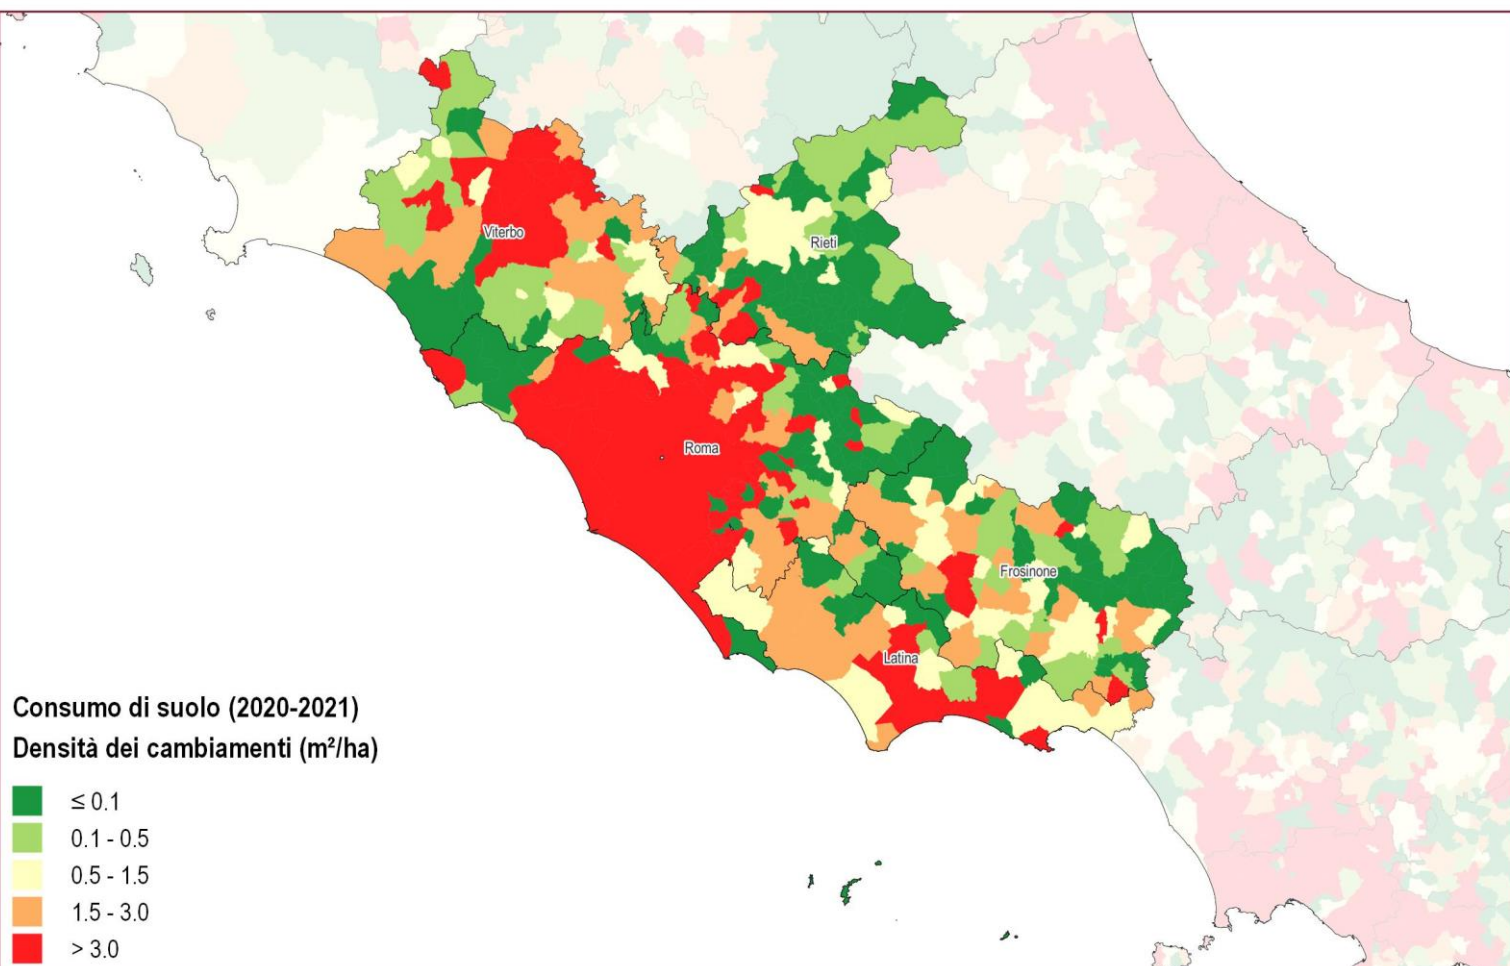 Viterbo
Rieti
Roma
Frosinone
Latina
Consumo di suolo (2020-2021)
Densità dei cambiamenti (m²/ha)
≤ 0.1
0.1 - 0.5
0.5 - 1.5
1.5 - 3.0
> 3.0